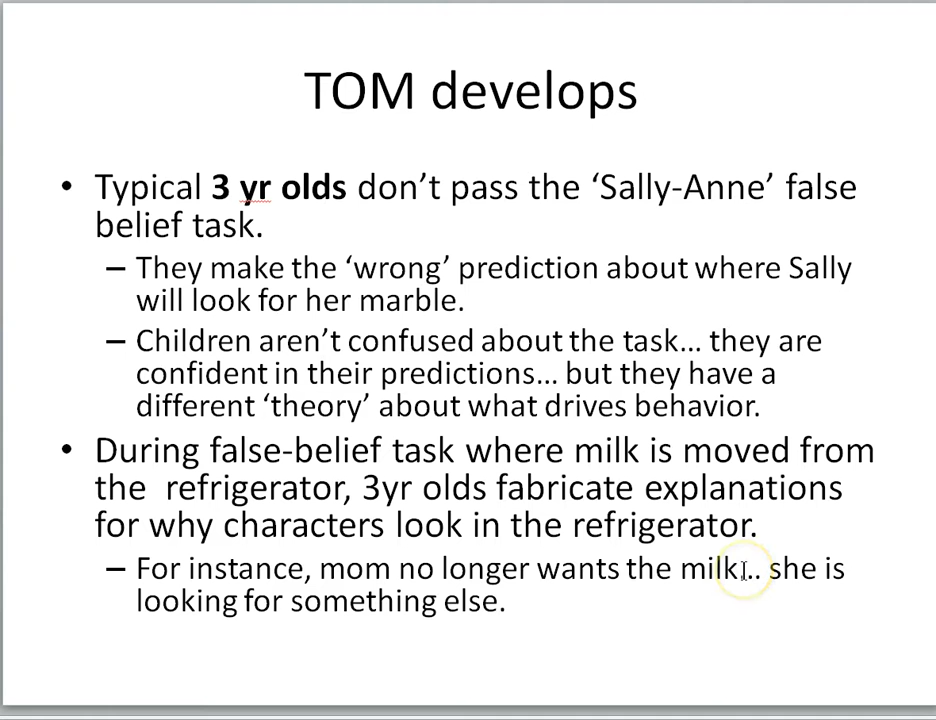 TOM develops
• Typical 3 yr olds don’t pass the ‘Sally-Anne’ false
belief task.
– They make the ‘wrong’ prediction about where Sally
will look for her marble.
– Children aren’t confused about the task… they are
confident in their predictions… but they have a
different ‘theory’ about what drives behavior.
• During false-belief task where milk is moved from
the  refrigerator, 3yr olds fabricate explanations
for why characters look in the refrigerator.
– For instance, mom no longer wants the milk… she is
looking for something else.